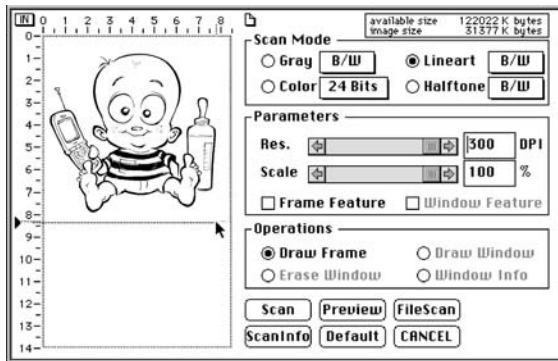 IN 0 1 2 3 4 5 6 7 8
available size 122022 K bytes
image size 31377 K bytes
0
1
2
3
4
5
6
7
8
9
10
11
12
13
14
Scan Mode
Gray B/W Lineart B/W
Color 24 Bits Halftone B/W
Parameters
Res. 300 DPI
Scale 100 %
Frame Feature Window Feature
Operations
Draw Frame Draw Window
Erase Window Window Info
Scan Preview FileScan
ScanInfo Default CANCEL